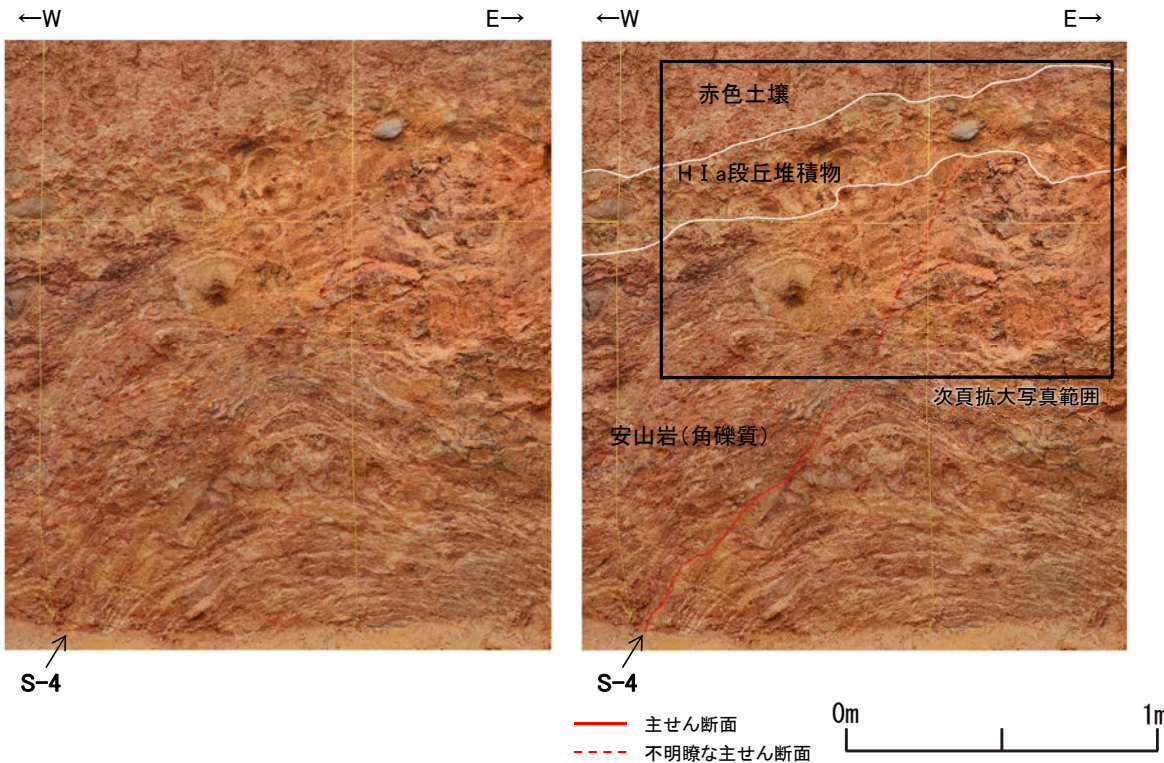 ←W E→ ←W E→
赤色土壌
HⅠa段丘堆積物
次頁拡大写真範囲
安山岩(角礫質)
S-4 S-4
主せん断面
不明瞭な主せん断面
0m 1m